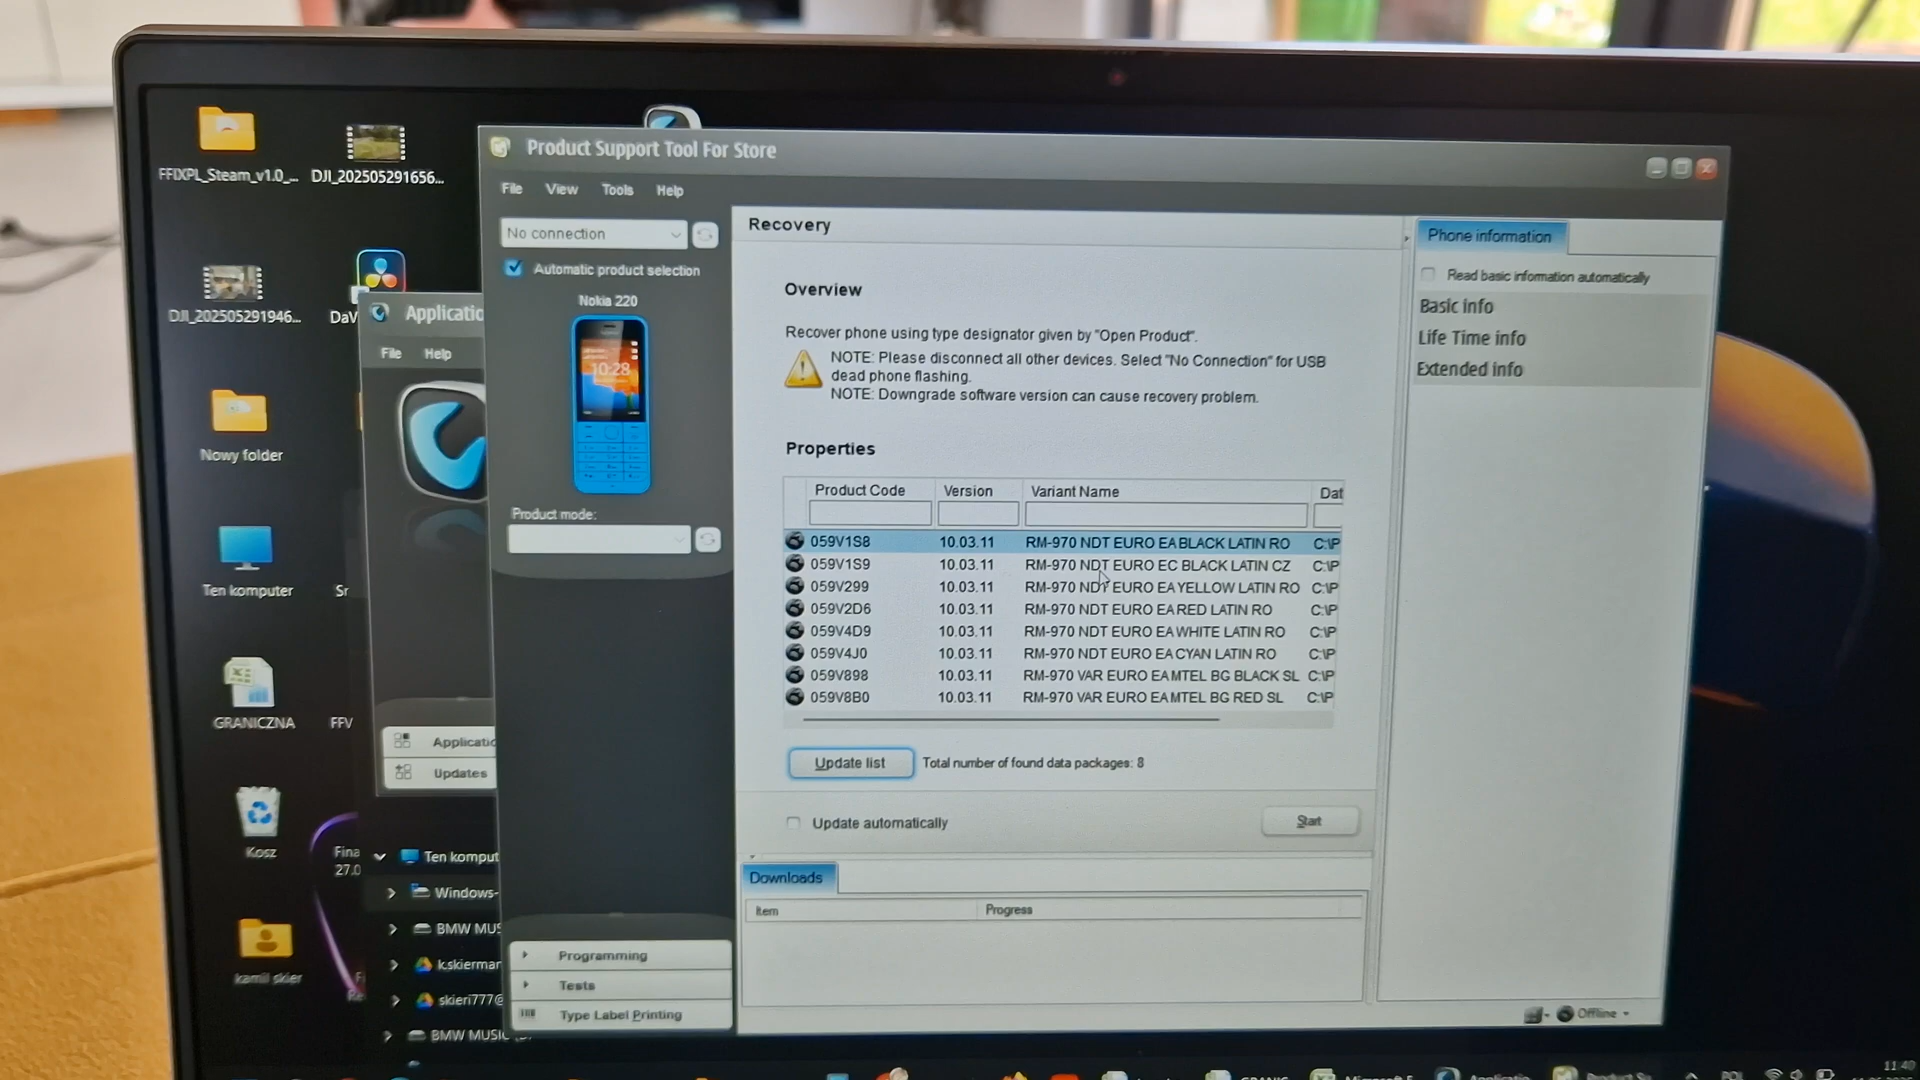 FFIXPL_Steam_v1.0_...
DJI_202505291656...
DJI_202505291946...
DaV
Nowy folder
Ten komputer
Sr
GRANICZNA
FFV
Kosz
Fina
27.0
kamil skier
Applicatio
File Help
Applicatio
Updates
Ten komput
Windows-
BMW MUS
k.skierman
skieri777@
BMW MUSIC
Product Support Tool For Store
File View Tools Help
No connection
Automatic product selection
Nokia 220
10:28
Product mode:
Programming
Tests
Type Label Printing
Recovery
Overview
Recover phone using type designator given by "Open Product".
NOTE: Please disconnect all other devices. Select "No Connection" for USB
dead phone flashing.
NOTE: Downgrade software version can cause recovery problem.
Properties
Product Code Version Variant Name Dat
059V1S8 10.03.11 RM-970 NDT EURO EA BLACK LATIN RO C:\P
059V1S9 10.03.11 RM-970 NDT EURO EC BLACK LATIN CZ C:\P
059V299 10.03.11 RM-970 NDT EURO EA YELLOW LATIN RO C:\P
059V2D6 10.03.11 RM-970 NDT EURO EA RED LATIN RO C:\P
059V4D9 10.03.11 RM-970 NDT EURO EA WHITE LATIN RO C:\P
059V4J0 10.03.11 RM-970 NDT EURO EA CYAN LATIN RO C:\P
059V898 10.03.11 RM-970 VAR EURO EA MTEL BG BLACK SL C:\P
059V8B0 10.03.11 RM-970 VAR EURO EA MTEL BG RED SL C:\P
Update list Total number of found data packages: 8
Update automatically
Start
Downloads
Item Progress
Phone information
Read basic information automatically
Basic info
Life Time info
Extended info
Offline
11:40